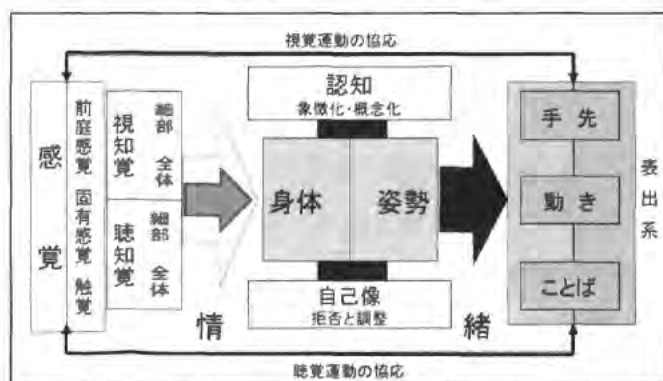 視覚運動の協応
感覚
前庭感覚 固有感覚 触覚
視知覚
細部 全体
聴知覚
細部 全体
認知
象徴化・概念化
身体 姿勢
自己像
拒否と調整
情緒
手先
動き
ことば
表出系
聴覚運動の協応